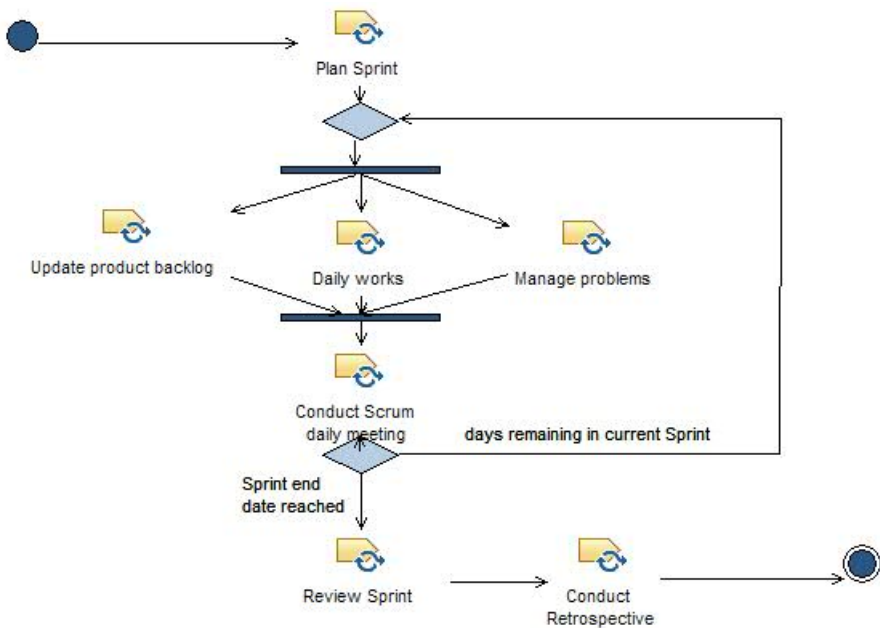 Plan Sprint
Update product backlog
Daily works
Manage problems
Conduct Scrum
daily meeting
days remaining in current Sprint
Sprint end
date reached
Review Sprint
Conduct
Retrospective